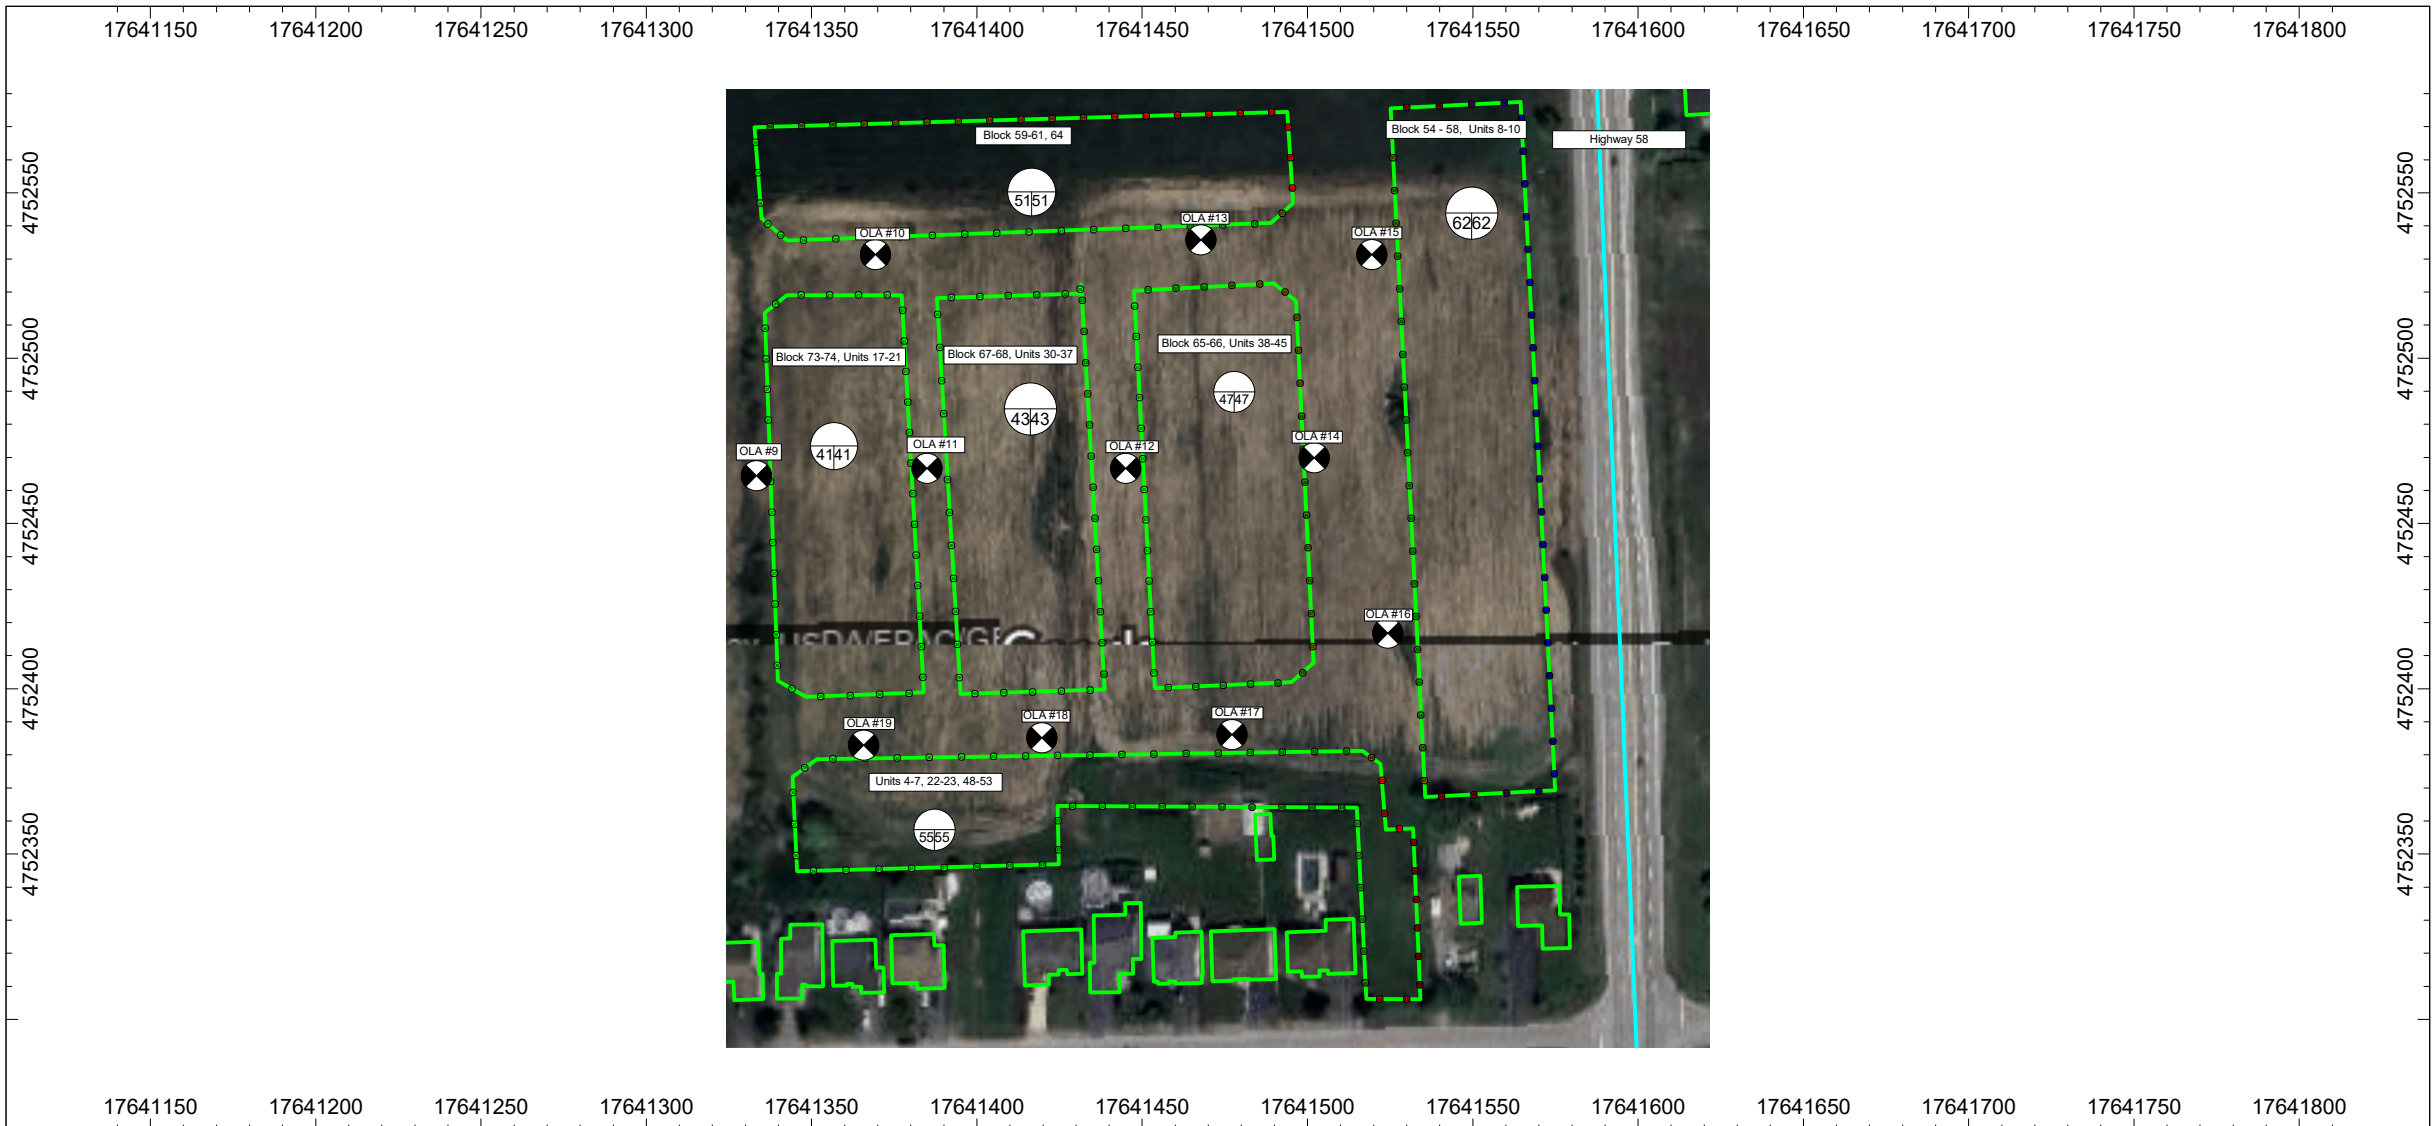 17641150 17641200 17641250 17641300 17641350 17641400 17641450 17641500 17641550 17641600 17641650 17641700 17641750 17641800
Block 59-61, 64
Block 54 - 58,  Units 8-10
Highway 58
4752550
4752550
5151
6262
OLA #13
OLA #10
OLA #15
4752500
4752500
Block 73-74, Units 17-21
Block 67-68, Units 30-37
Block 65-66, Units 38-45
4747
4343
4141
OLA #9
OLA #11
OLA #12
OLA #14
4752450
4752450
OLA #16
4752400
4752400
OLA #19
OLA #18
OLA #17
Units 4-7, 22-23, 48-53
5555
4752350
4752350
17641150 17641200 17641250 17641300 17641350 17641400 17641450 17641500 17641550 17641600 17641650 17641700 17641750 17641800